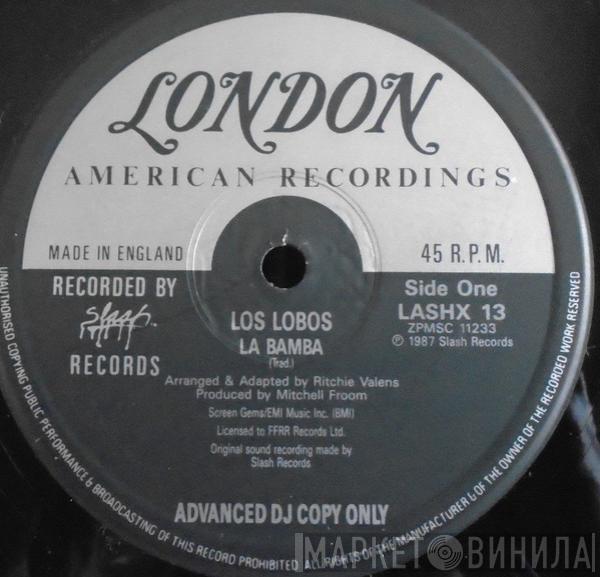 LONDON
AMERICAN RECORDINGS
MADE IN ENGLAND
45 R.P.M.
RECORDED BY
Slash
RECORDS
Side One
LASHX 13
ZPMSC 11233
℗ 1987 Slash Records
LOS LOBOS
LA BAMBA
(Trad.)
Arranged & Adapted by Ritchie Valens
Produced by Mitchell Froom
Screen Gems/EMI Music Inc. (BMI)
Licensed to FFRR Records Ltd.
Original sound recording made by
Slash Records
ADVANCED DJ COPY ONLY
UNAUTHORISED COPYING PUBLIC PERFORMANCE & BROADCASTING OF THIS RECORD PROHIBITED. ALL RIGHTS OF THE MANUFACTURER & OF THE OWNER OF THE RECORDED WORK RESERVED
МАРКЕТ ВИНИЛА